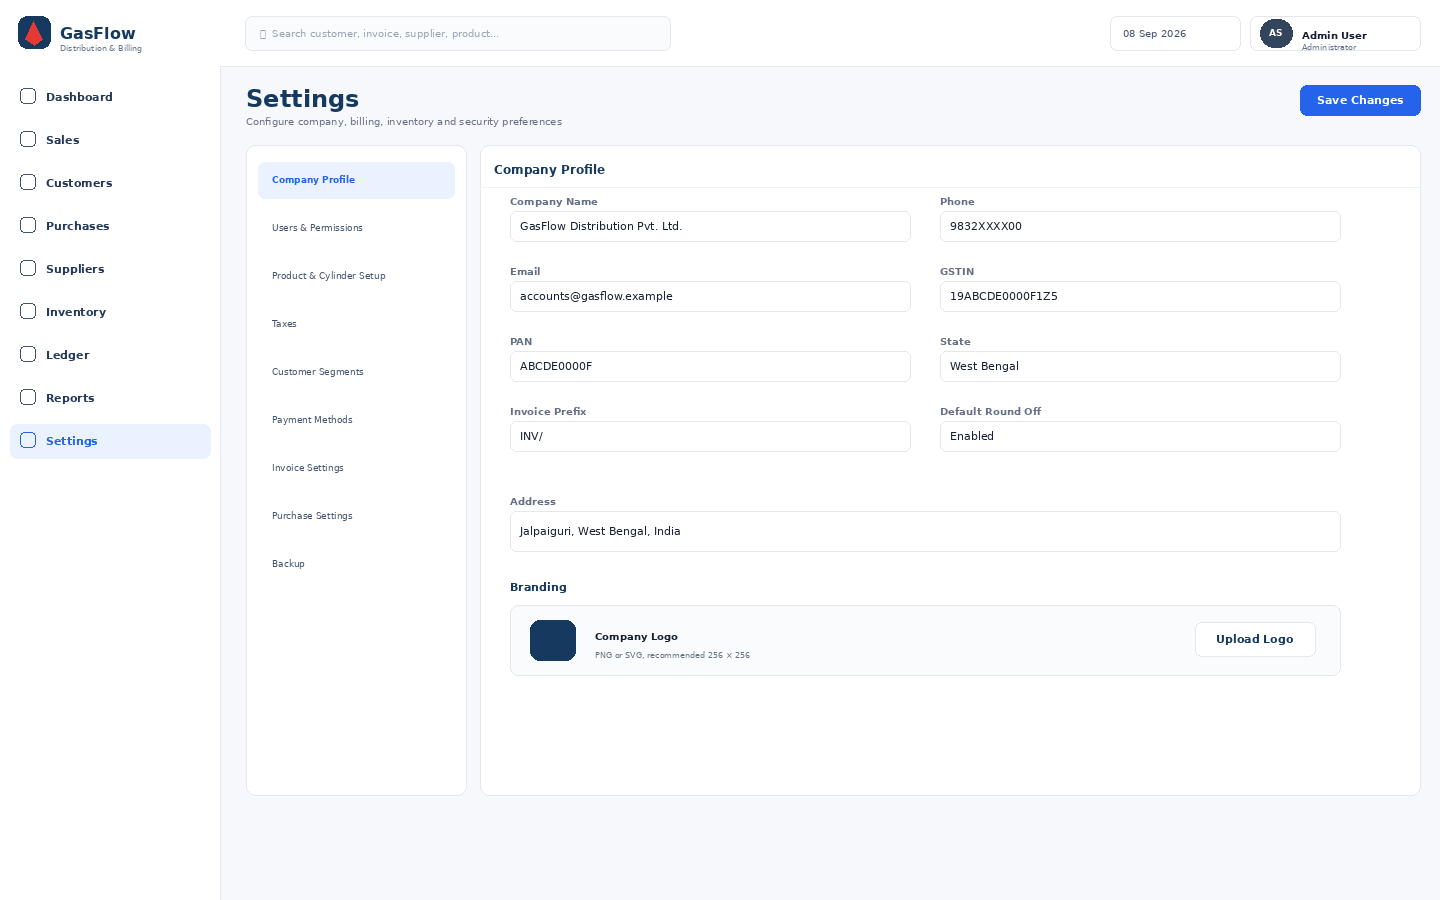 GasFlow
Distribution & Billing
Search customer, invoice, supplier, product...
08 Sep 2026
AS
Admin User
Administrator
Dashboard
Sales
Customers
Purchases
Suppliers
Inventory
Ledger
Reports
Settings
Settings
Configure company, billing, inventory and security preferences
Save Changes
Company Profile
Users & Permissions
Product & Cylinder Setup
Taxes
Customer Segments
Payment Methods
Invoice Settings
Purchase Settings
Backup
Company Profile
Company Name
GasFlow Distribution Pvt. Ltd.
Phone
9832XXXX00
Email
accounts@gasflow.example
GSTIN
19ABCDE0000F1Z5
PAN
ABCDE0000F
State
West Bengal
Invoice Prefix
INV/
Default Round Off
Enabled
Address
Jalpaiguri, West Bengal, India
Branding
Company Logo
PNG or SVG, recommended 256 × 256
Upload Logo